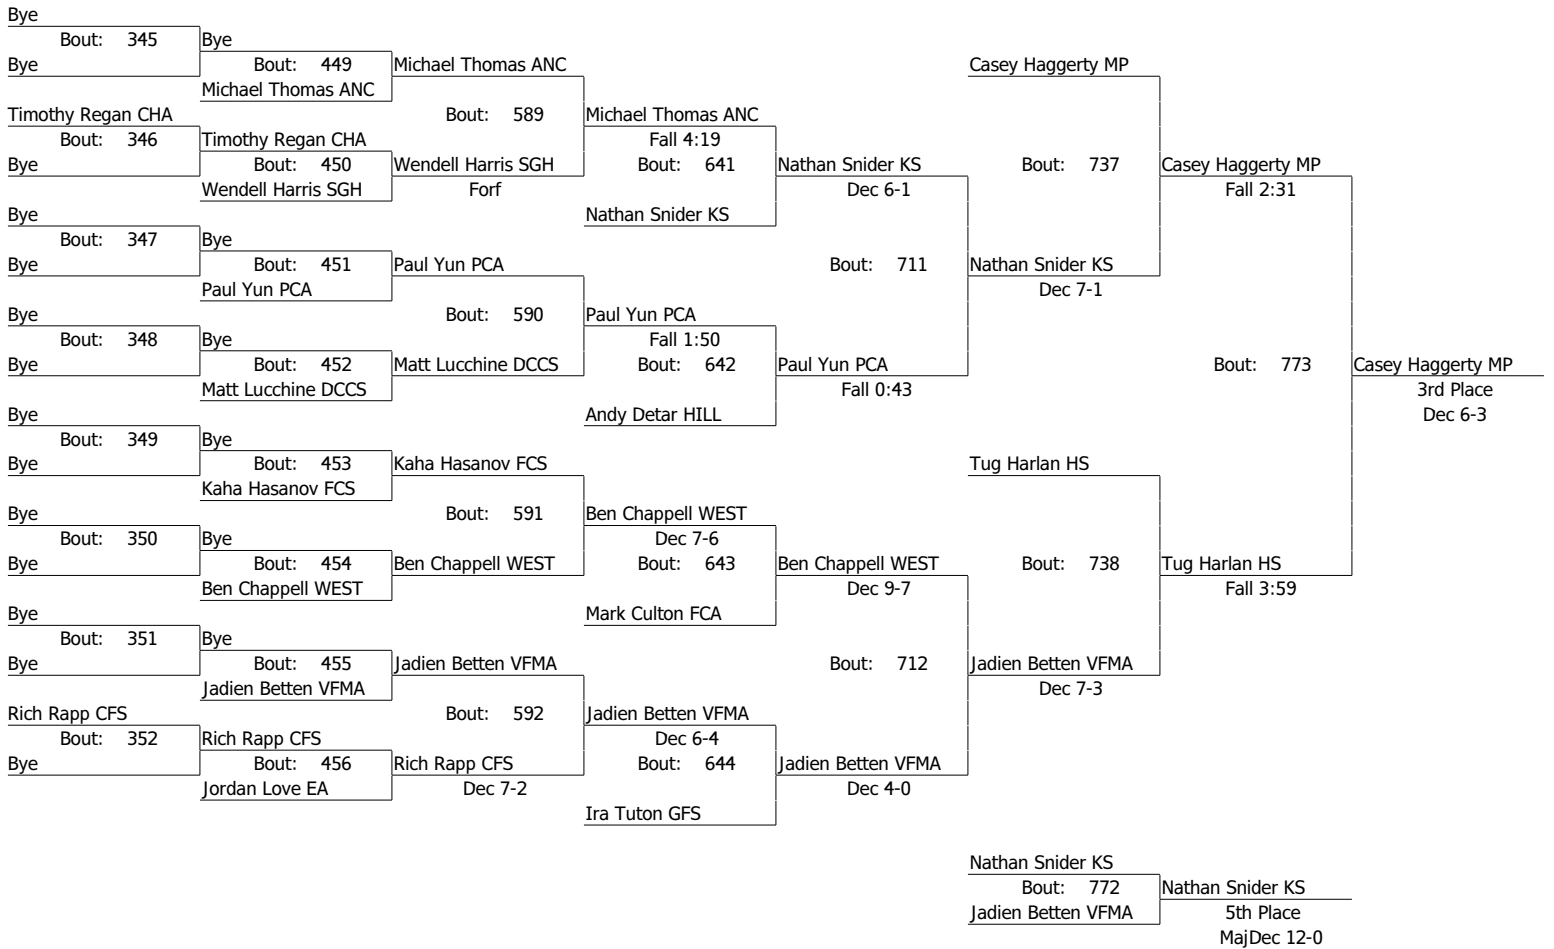 Bye
Bout: 345 Bye
Bye Bout: 449 Michael Thomas ANC Casey Haggerty MP
Michael Thomas ANC
Timothy Regan CHA Bout: 589 Michael Thomas ANC
Bout: 346 Timothy Regan CHA Fall 4:19
Bye Bout: 450 Wendell Harris SGH Bout: 641 Nathan Snider KS Bout: 737 Casey Haggerty MP
Wendell Harris SGH Forf Dec 6-1 Fall 2:31
Bye Nathan Snider KS
Bout: 347 Bye
Bye Bout: 451 Paul Yun PCA Bout: 711 Nathan Snider KS
Paul Yun PCA Dec 7-1
Bye Bout: 590 Paul Yun PCA
Bout: 348 Bye Fall 1:50
Bye Bout: 452 Matt Lucchine DCCS Bout: 642 Paul Yun PCA Bout: 773 Casey Haggerty MP
Matt Lucchine DCCS Fall 0:43 3rd Place
Bye Andy Detar HILL Dec 6-3
Bout: 349 Bye
Bye Bout: 453 Kaha Hasanov FCS Tug Harlan HS
Kaha Hasanov FCS
Bye Bout: 591 Ben Chappell WEST
Bout: 350 Bye Dec 7-6
Bye Bout: 454 Ben Chappell WEST Bout: 643 Ben Chappell WEST Bout: 738 Tug Harlan HS
Ben Chappell WEST Dec 9-7 Fall 3:59
Bye Mark Culton FCA
Bout: 351 Bye
Bye Bout: 455 Jadien Betten VFMA Bout: 712 Jadien Betten VFMA
Jadien Betten VFMA Dec 7-3
Rich Rapp CFS Bout: 592 Jadien Betten VFMA
Bout: 352 Rich Rapp CFS Dec 6-4
Bye Bout: 456 Rich Rapp CFS Bout: 644 Jadien Betten VFMA
Jordan Love EA Dec 7-2 Dec 4-0
Ira Tuton GFS
Nathan Snider KS
Bout: 772 Nathan Snider KS
Jadien Betten VFMA 5th Place
MajDec 12-0